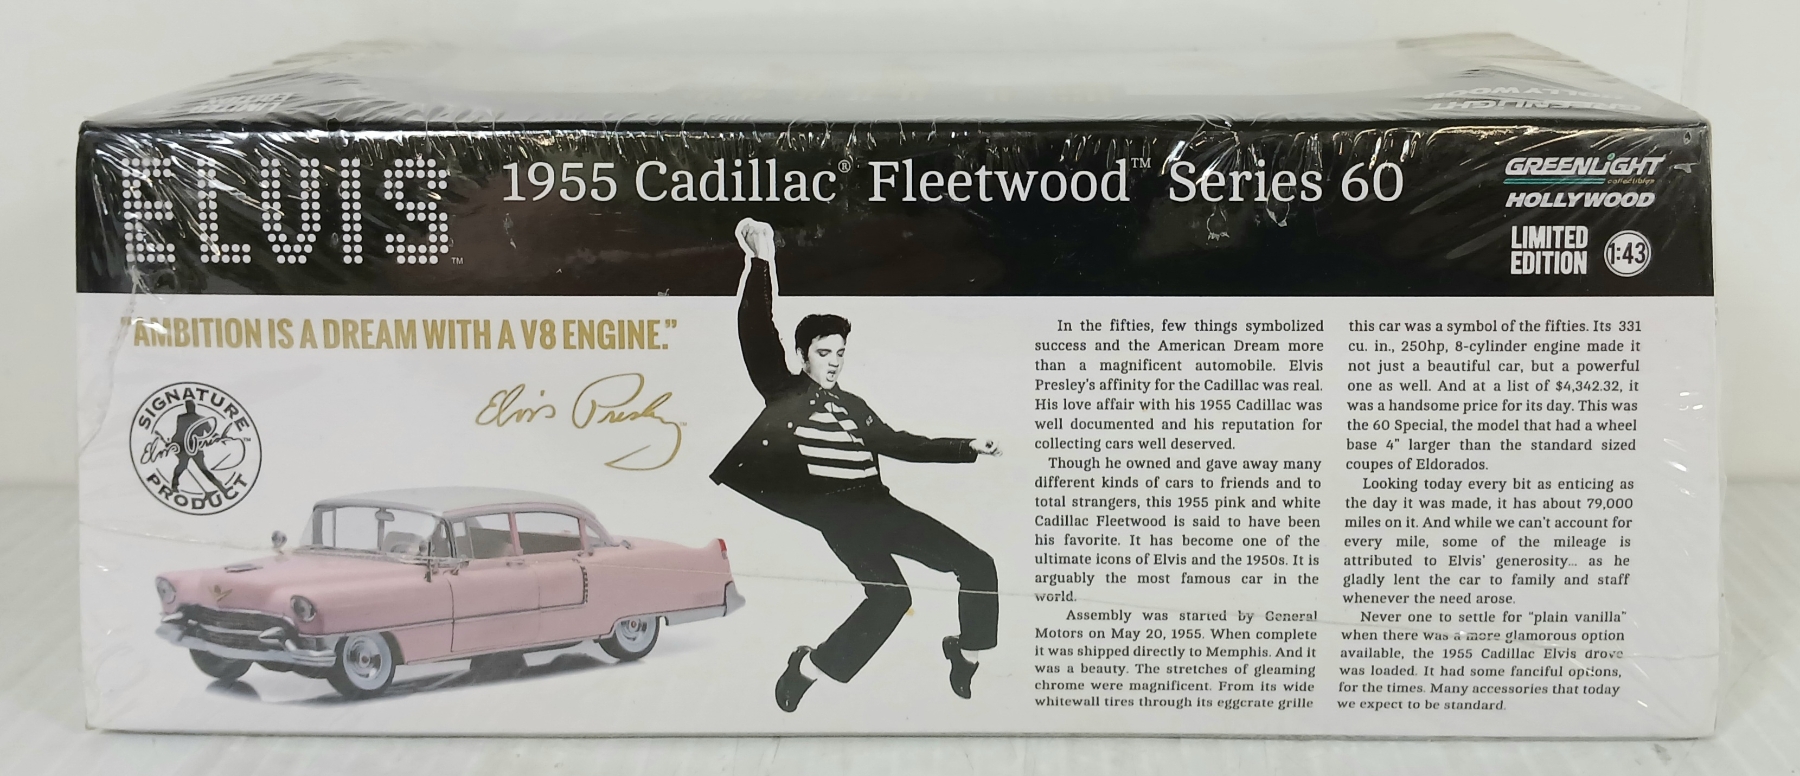 ELVIS™
1955 Cadillac® Fleetwood™ Series 60
GREENLiGHT
collectibles
HOLLYWOOD
LIMITED
EDITION
1:43
"AMBITION IS A DREAM WITH A V8 ENGINE."
Elvis Presley™
SIGNATURE
Elvis Presley
PRODUCT
In the fifties, few things symbolized
success and the American Dream more
than a magnificent automobile. Elvis
Presley's affinity for the Cadillac was real.
His love affair with his 1955 Cadillac was
well documented and his reputation for
collecting cars well deserved.
Though he owned and gave away many
different kinds of cars to friends and to
total strangers, this 1955 pink and white
Cadillac Fleetwood is said to have been
his favorite. It has become one of the
ultimate icons of Elvis and the 1950s. It is
arguably the most famous car in the
world.
Assembly was started by General
Motors on May 20, 1955. When complete
it was shipped directly to Memphis. And it
was a beauty. The stretches of gleaming
chrome were magnificent. From its wide
whitewall tires through its eggcrate grille
this car was a symbol of the fifties. Its 331
cu. in., 250hp, 8-cylinder engine made it
not just a beautiful car, but a powerful
one as well. And at a list of $4,342.32, it
was a handsome price for its day. This was
the 60 Special, the model that had a wheel
base 4" larger than the standard sized
coupes of Eldorados.
Looking today every bit as enticing as
the day it was made, it has about 79,000
miles on it. And while we can't account for
every mile, some of the mileage is
attributed to Elvis' generosity... as he
gladly lent the car to family and staff
whenever the need arose.
Never one to settle for "plain vanilla"
when there was a more glamorous option
available, the 1955 Cadillac Elvis drove
was loaded. It had some fanciful options,
for the times. Many accessories that today
we expect to be standard.